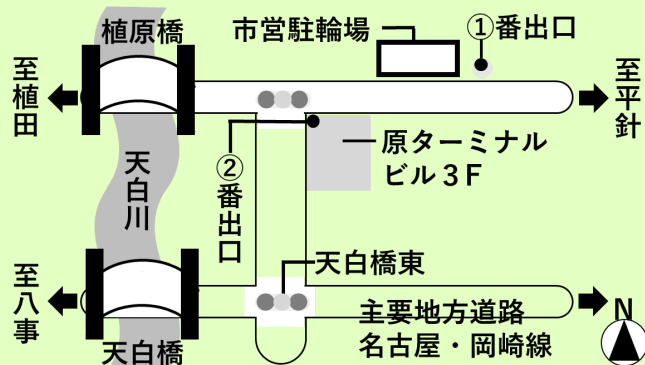 植原橋
市営駐輪場
①番出口
至植田
至平針
原ターミナル
ビル３Ｆ
②番出口
天白川
天白橋東
至八事
主要地方道路
名古屋・岡崎線
天白橋
N